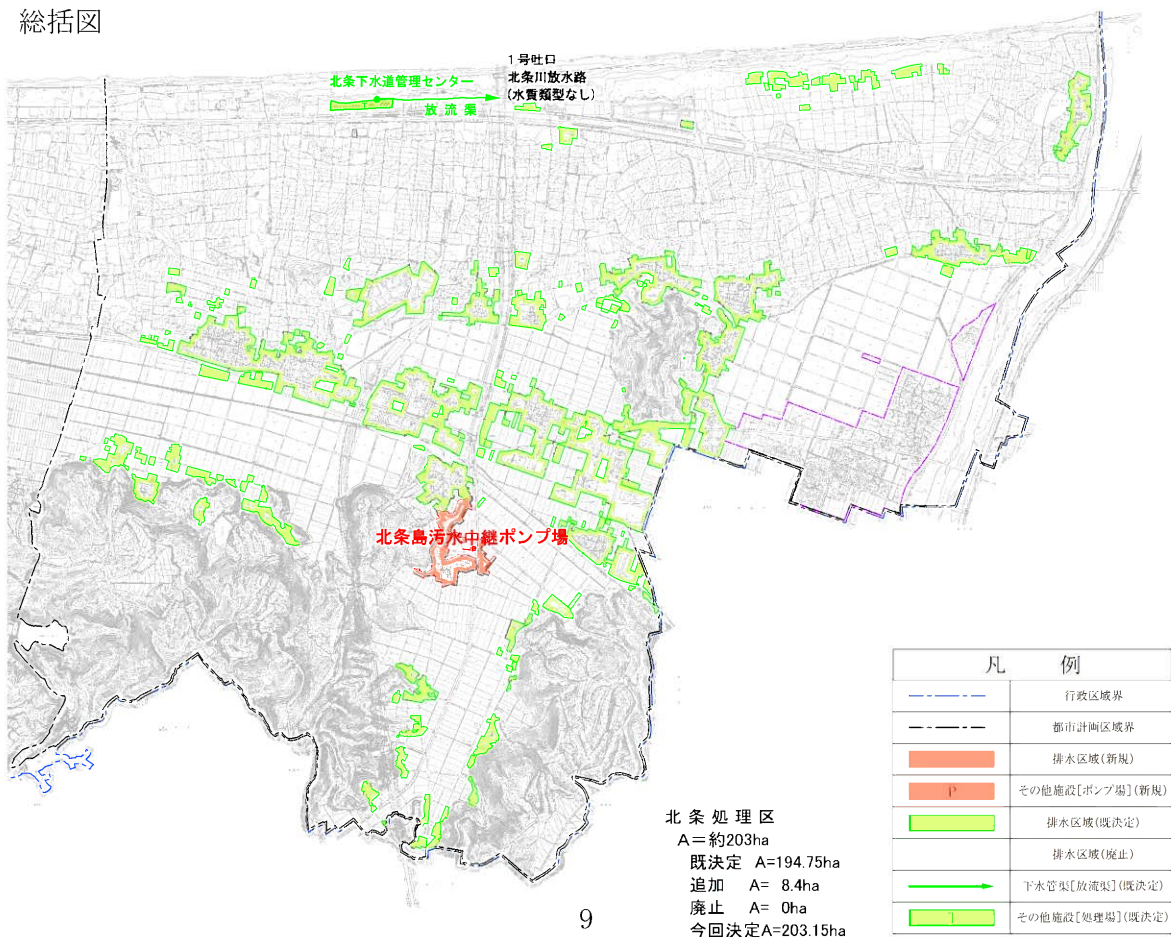 総括図
1号吐口
北条川放水路
(水質類型なし)
北条下水道管理センター
放流渠
北条島汚水中継ポンプ場
北条処理区
A=約203ha
既決定 A=194.75ha
追加 A= 8.4ha
廃止 A= 0ha
今回決定A=203.15ha
凡 例
行政区域界
都市計画区域界
排水区域(新規)
P その他施設[ポンプ場](新規)
排水区域(既決定)
排水区域(廃止)
下水管渠[放流渠](既決定)
T その他施設[処理場](既決定)
9